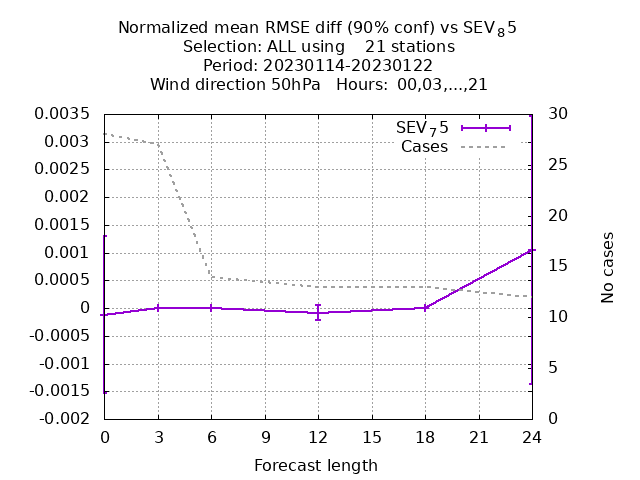 Normalized mean RMSE diff (90% conf) vs SEV₈5
Selection: ALL using    21 stations
Period: 20230114-20230122
Wind direction 50hPa   Hours: 00,03,...,21
SEV₇5
Cases
0.0035
0.003
0.0025
0.002
0.0015
0.001
0.0005
0
-0.0005
-0.001
-0.0015
-0.002
30
25
20
15
10
5
0
No cases
0 3 6 9 12 15 18 21 24
Forecast length